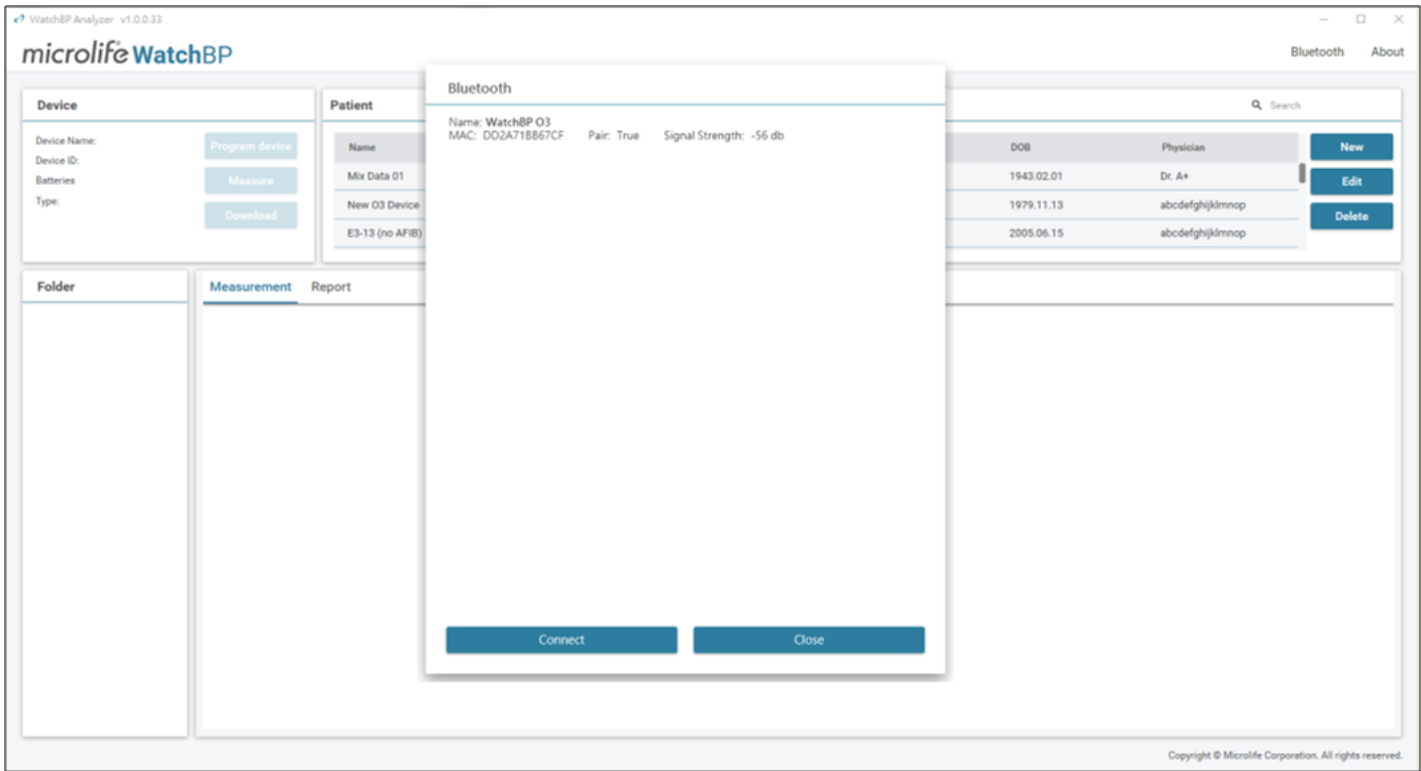 WatchBP Analyzer v1.0.0.33
microlife WatchBP
Bluetooth About
Device
Device Name:
Device ID:
Batteries
Type:
Program device
Measure
Download
Patient
Search
Name DOB Physician
Mix Data 01 1943.02.01 Dr. A+
New O3 Device 1979.11.13 abcdefghijklmnop
E3-13 (no AFIB) 2005.06.15 abcdefghijklmnop
New
Edit
Delete
Bluetooth
Name: WatchBP O3
MAC: DD2A71BB67CF Pair: True Signal Strength: -56 db
Connect Close
Folder
Measurement Report
Copyright © Microlife Corporation. All rights reserved.